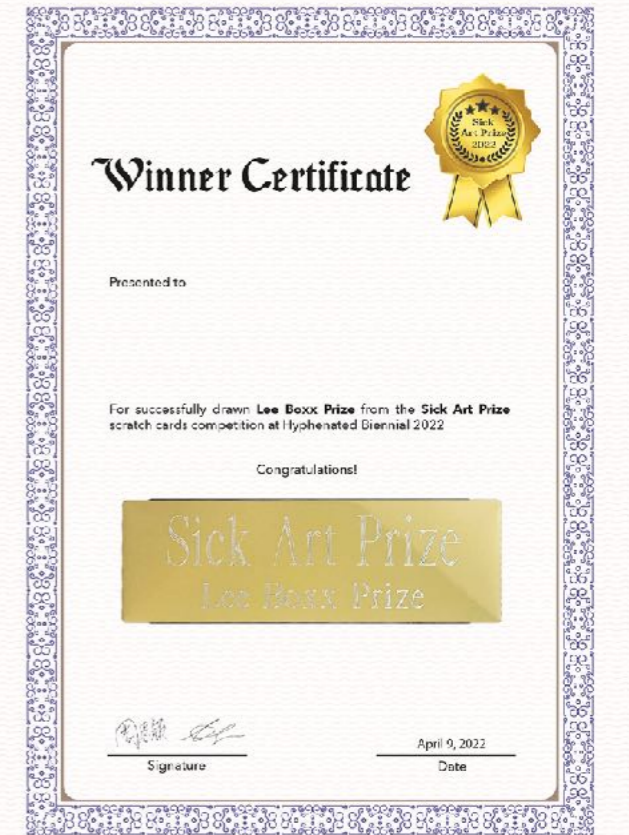 Sick
Art Prize
2022
Winner Certificate
Presented to
For successfully drawn Lee Boxx Prize from the Sick Art Prize
scratch cards competition at Hyphenated Biennial 2022
Congratulations!
Sick Art Prize
Lee Boxx Prize
April 9, 2022
Signature
Date